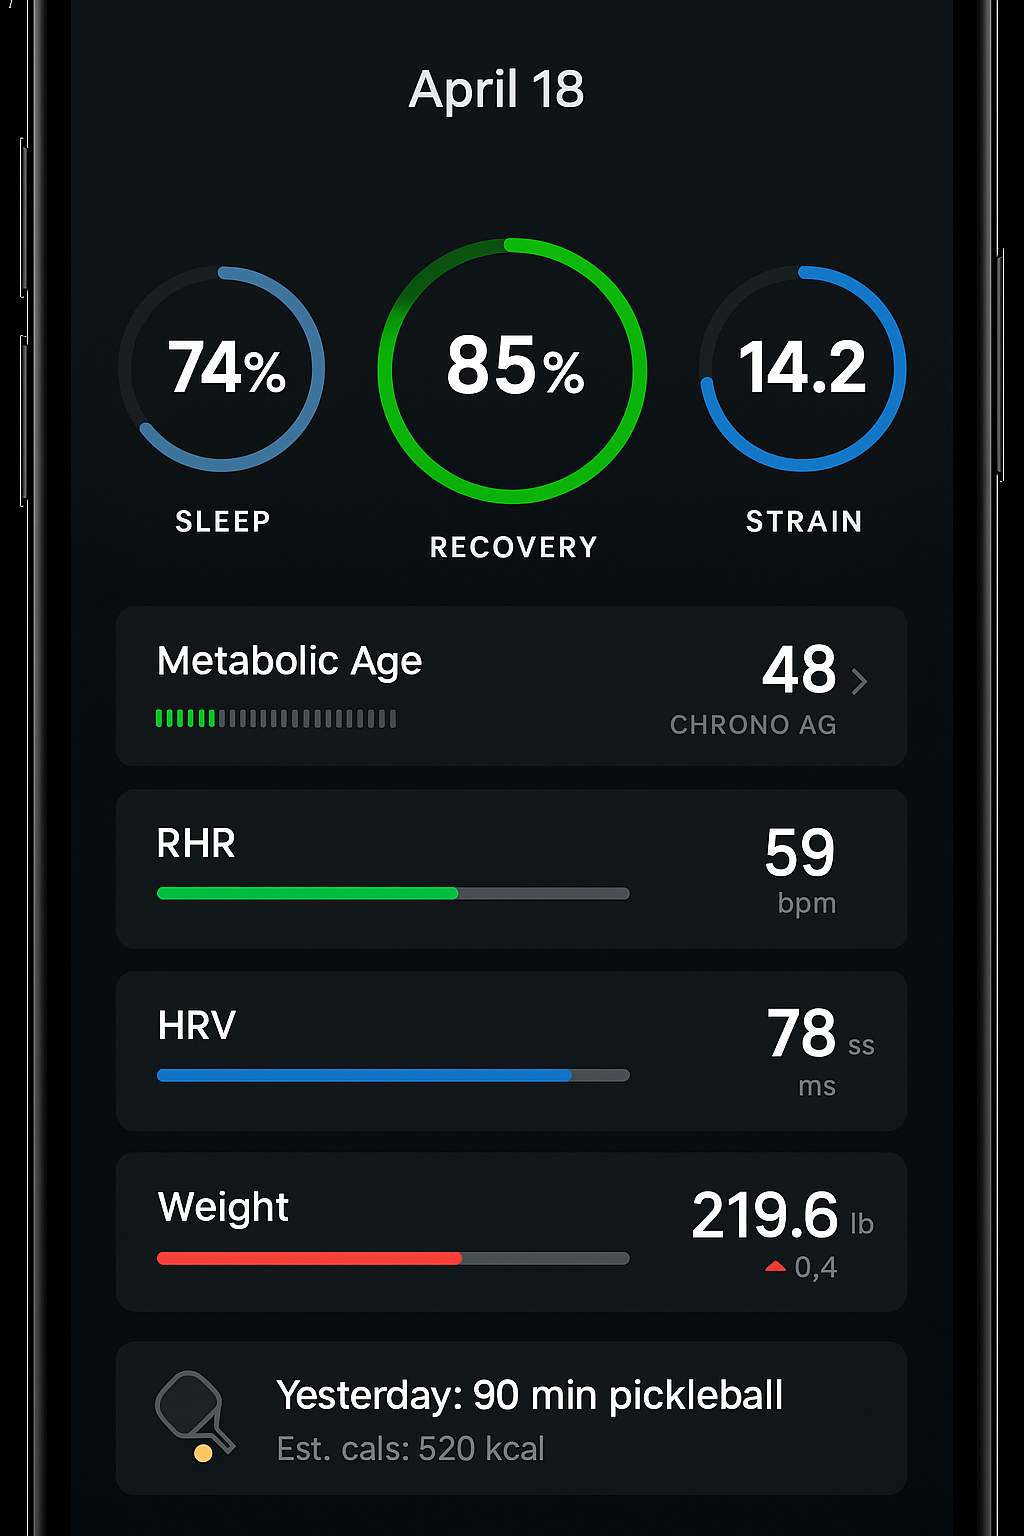 April 18
74%
85%
14.2
SLEEP
RECOVERY
STRAIN
Metabolic Age
48
CHRONO AG
RHR
59
bpm
HRV
78 ss
ms
Weight
219.6 lb
0,4
Yesterday: 90 min pickleball
Est. cals: 520 kcal